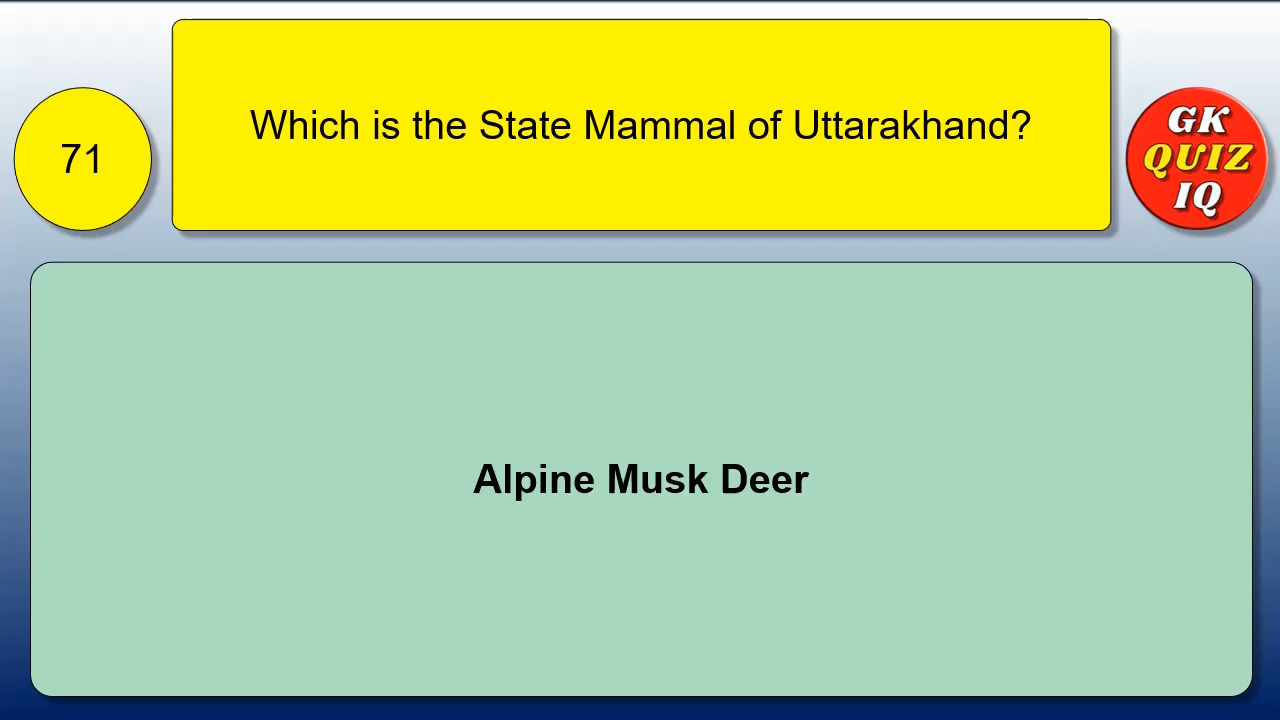 Which is the State Mammal of Uttarakhand?
71
GK
QUIZ
IQ
Alpine Musk Deer